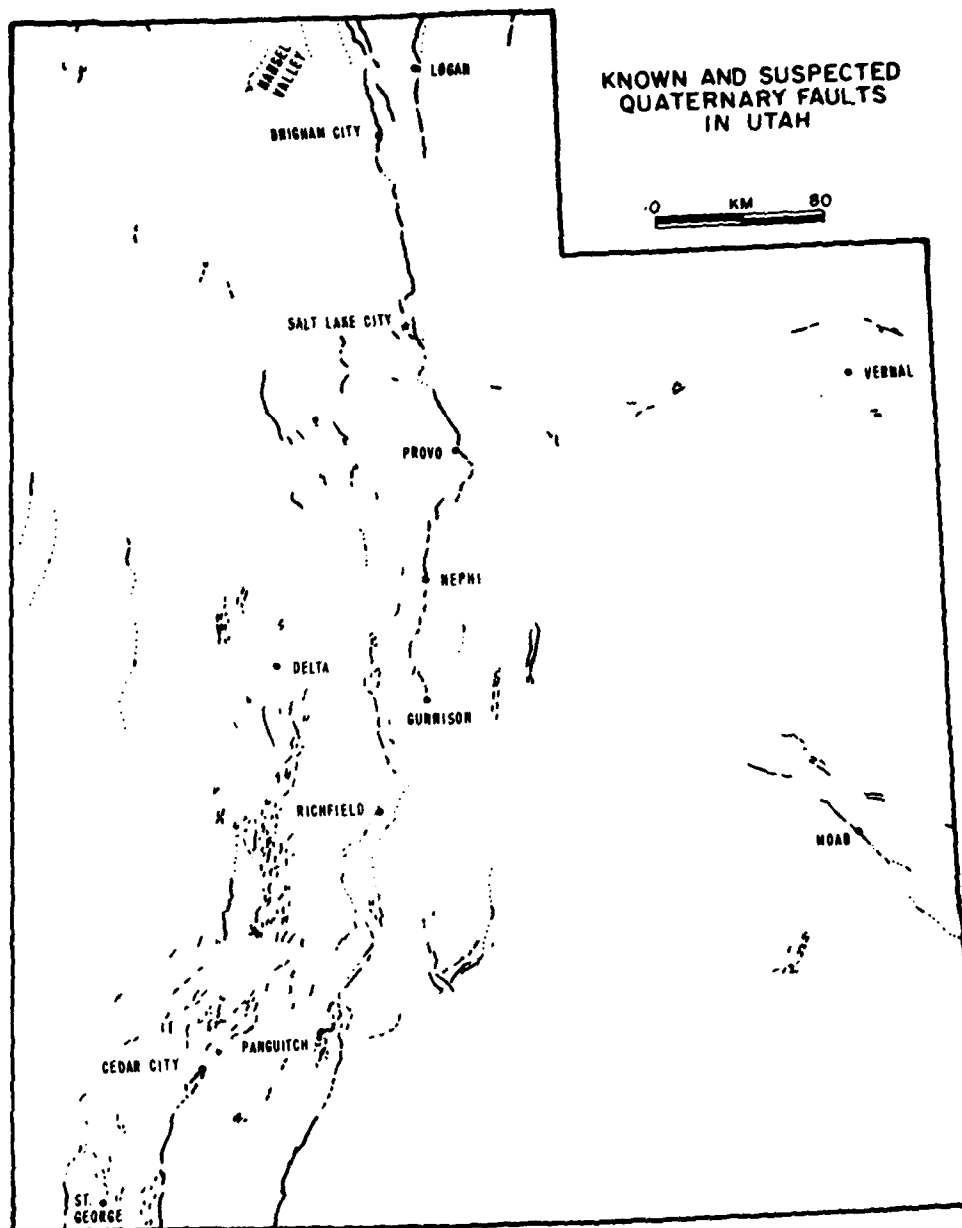 KNOWN AND SUSPECTED
QUATERNARY FAULTS
IN UTAH
0 KM 80
HANSEL
VALLEY
LOGAN
BRIGHAM CITY
SALT LAKE CITY
VERNAL
PROVO
NEPHI
DELTA
GUNNISON
RICHFIELD
MOAB
PANGUITCH
CEDAR CITY
ST.
GEORGE